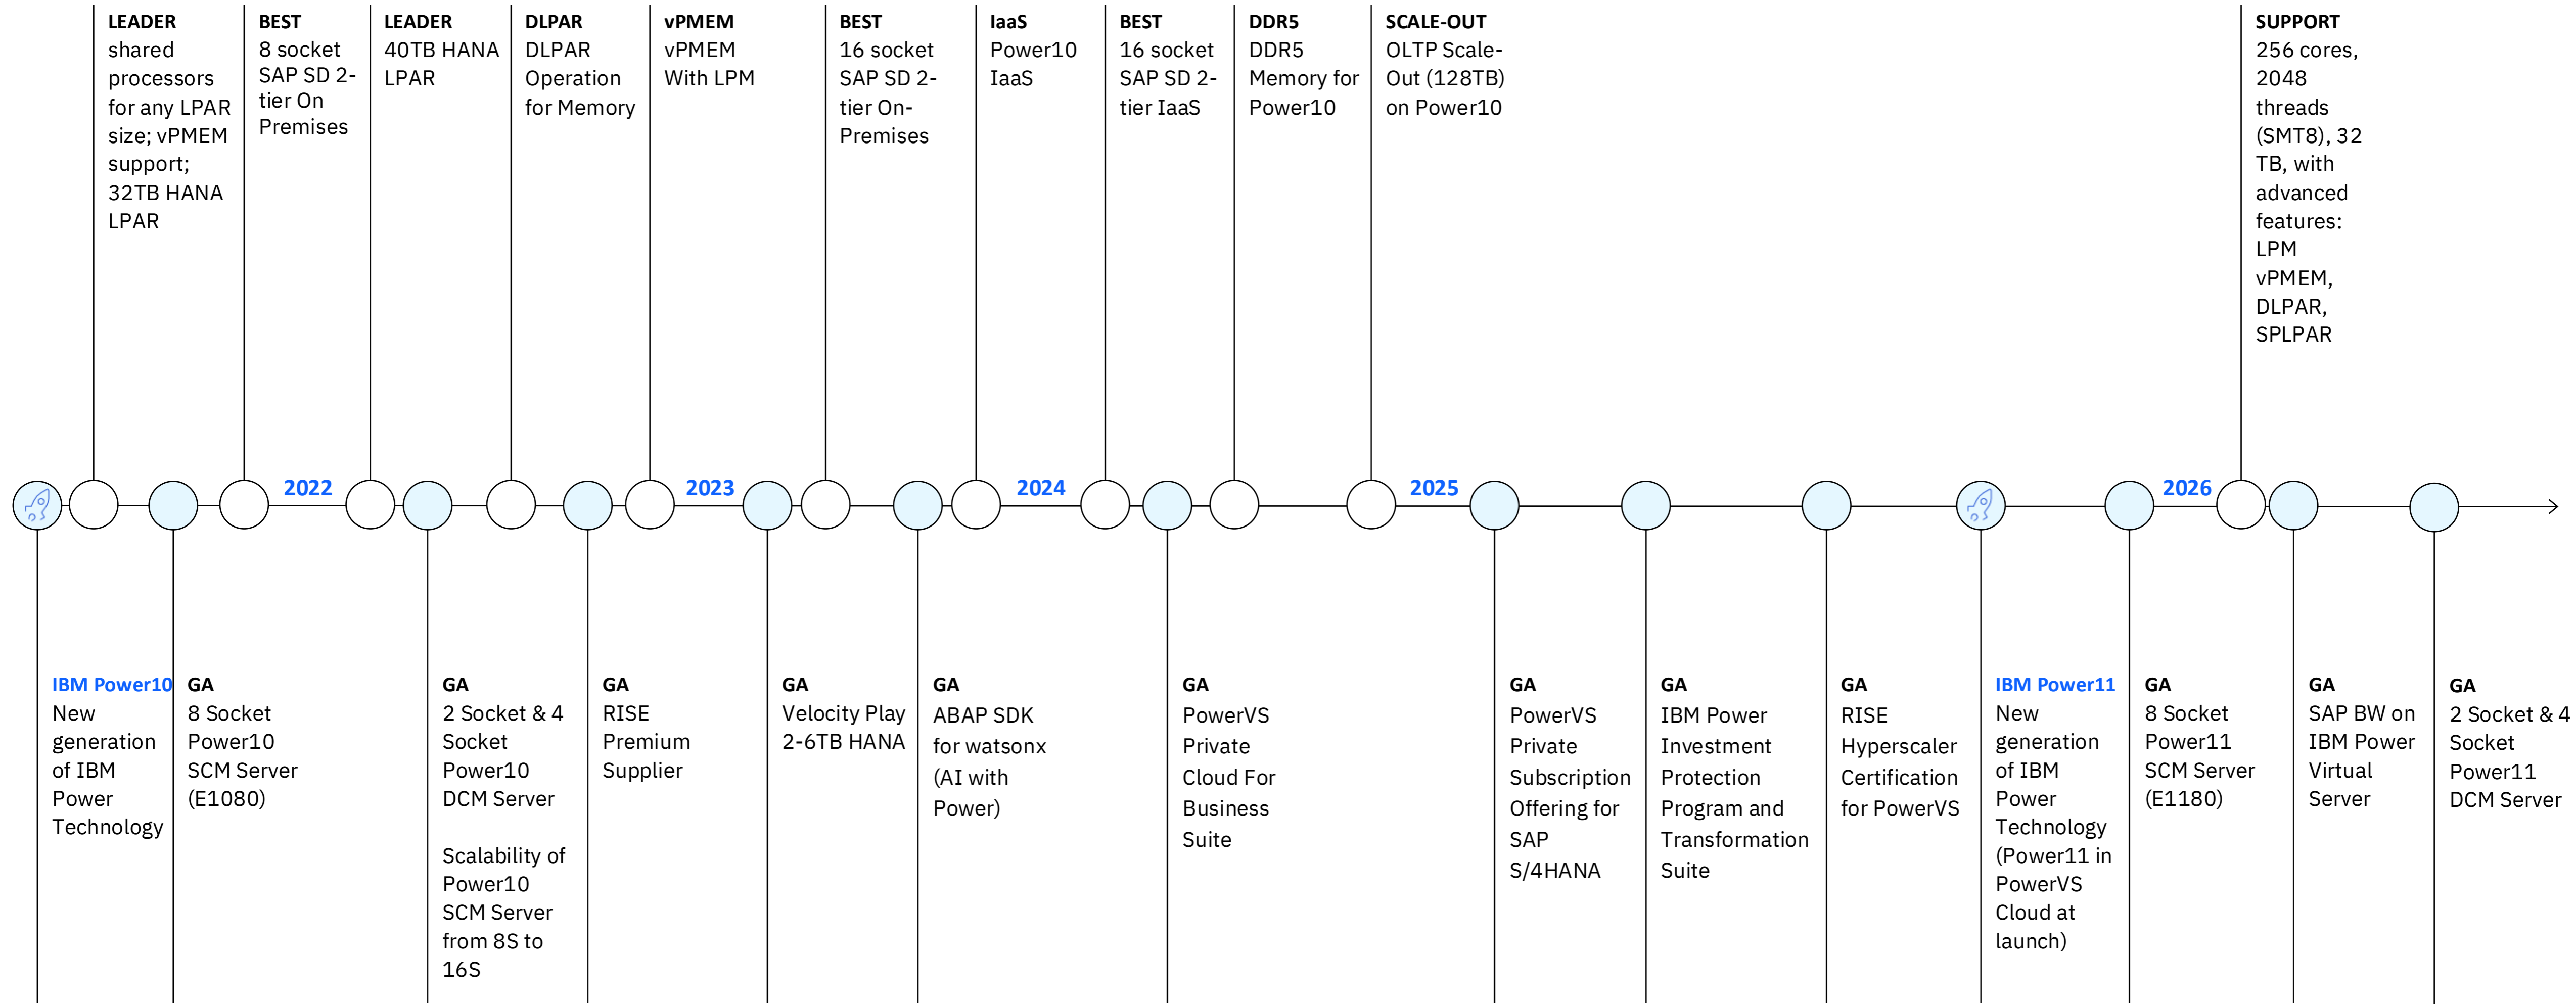 LEADER
shared
processors
for any LPAR
size; vPMEM
support;
32TB HANA
LPAR
BEST
8 socket
SAP SD 2-
tier On
Premises
LEADER
40TB HANA
LPAR
DLPAR
DLPAR
Operation
for Memory
vPMEM
vPMEM
With LPM
BEST
16 socket
SAP SD 2-
tier On-
Premises
IaaS
Power10
IaaS
BEST
16 socket
SAP SD 2-
tier IaaS
DDR5
DDR5
Memory for
Power10
SCALE-OUT
OLTP Scale-
Out (128TB)
on Power10
SUPPORT
256 cores,
2048
threads
(SMT8), 32
TB, with
advanced
features:
LPM
vPMEM,
DLPAR,
SPLPAR
2022
2023
2024
2025
2026
IBM Power10
New
generation
of IBM
Power
Technology
GA
8 Socket
Power10
SCM Server
(E1080)
GA
2 Socket & 4
Socket
Power10
DCM Server
Scalability of
Power10
SCM Server
from 8S to
16S
GA
RISE
Premium
Supplier
GA
Velocity Play
2-6TB HANA
GA
ABAP SDK
for watsonx
(AI with
Power)
GA
PowerVS
Private
Cloud For
Business
Suite
GA
PowerVS
Private
Subscription
Offering for
SAP
S/4HANA
GA
IBM Power
Investment
Protection
Program and
Transformation
Suite
GA
RISE
Hyperscaler
Certification
for PowerVS
IBM Power11
New
generation
of IBM
Power
Technology
(Power11 in
PowerVS
Cloud at
launch)
GA
8 Socket
Power11
SCM Server
(E1180)
GA
SAP BW on
IBM Power
Virtual
Server
GA
2 Socket & 4
Socket
Power11
DCM Server